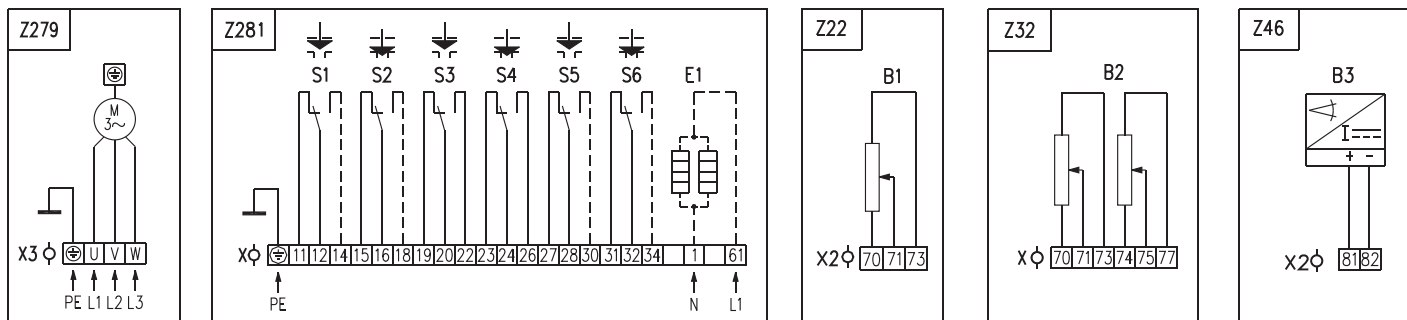 Z279
M
3~
X3
U V W
PE L1 L2 L3
Z281
S1 S2 S3 S4 S5 S6 E1
X
11 12 14 15 16 18 19 20 22 23 24 26 27 28 30 31 32 34 1 61
PE N L1
Z22
B1
X2
70 71 73
Z32
B2
X
70 71 73 74 75 77
Z46
B3
I
+ -
X2
81 82